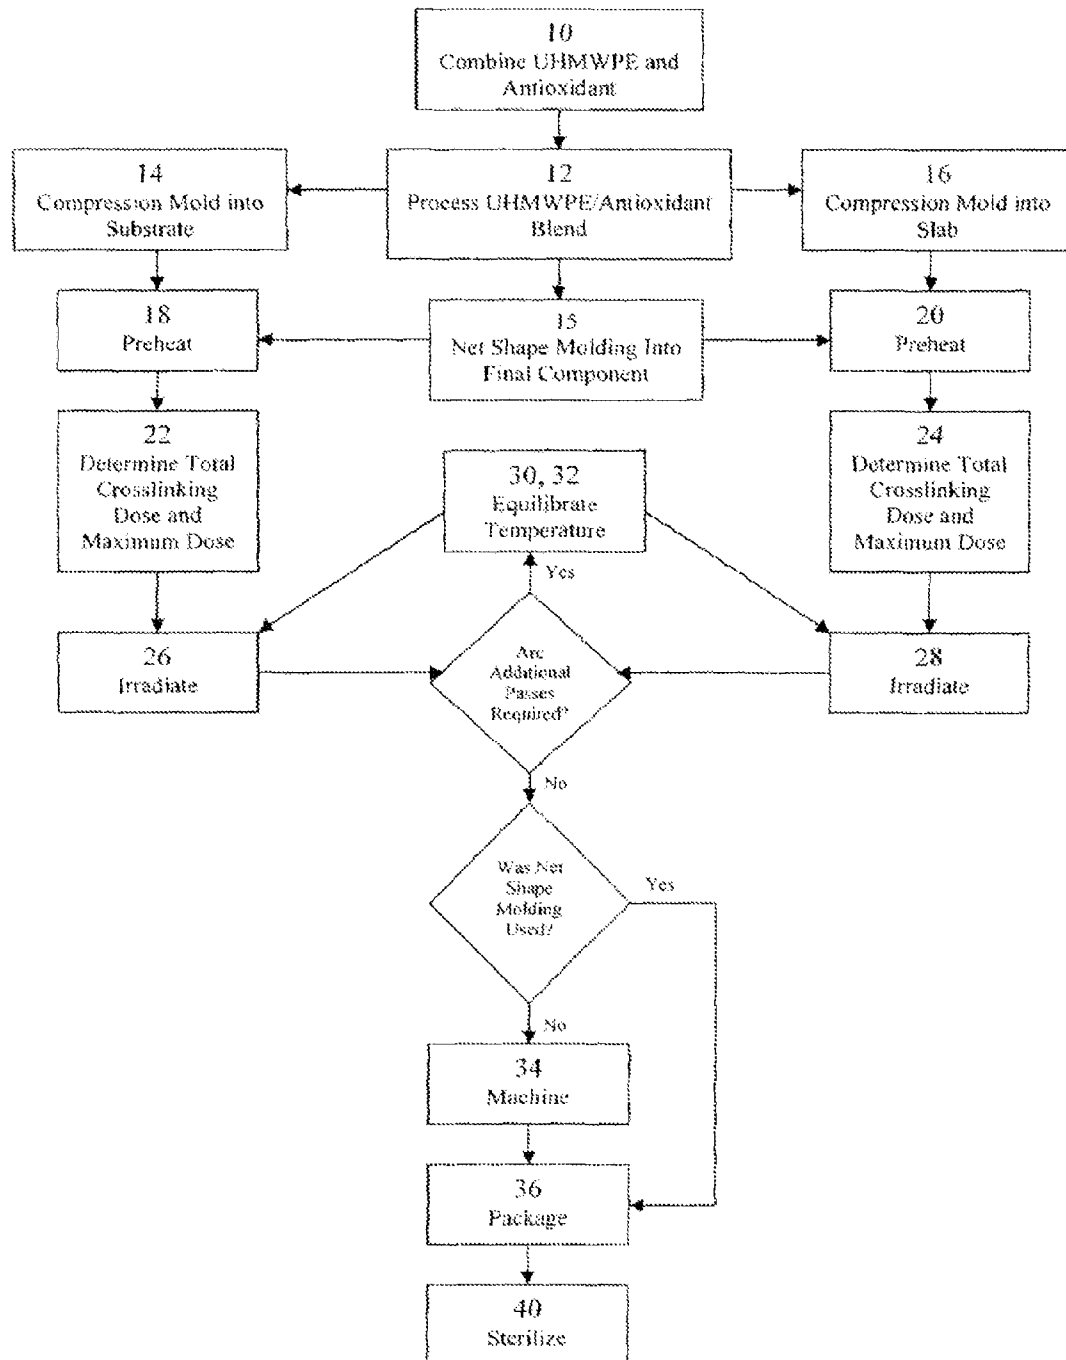 10
Combine UHMWPE and
Antioxidant
14
Compression Mold into
Substrate
12
Process UHMWPE/Antioxidant
Blend
16
Compression Mold into
Slab
18
Preheat
15
Net Shape Molding Into
Final Component
20
Preheat
22
Determine Total
Crosslinking
Dose and
Maximum Dose
30, 32
Equilibrate
Temperature
24
Determine Total
Crosslinking
Dose and
Maximum Dose
Yes
26
Irradiate
Are
Additional
Passes
Required?
28
Irradiate
No
Was Net
Shape
Molding
Used?
Yes
No
34
Machine
36
Package
40
Sterilize